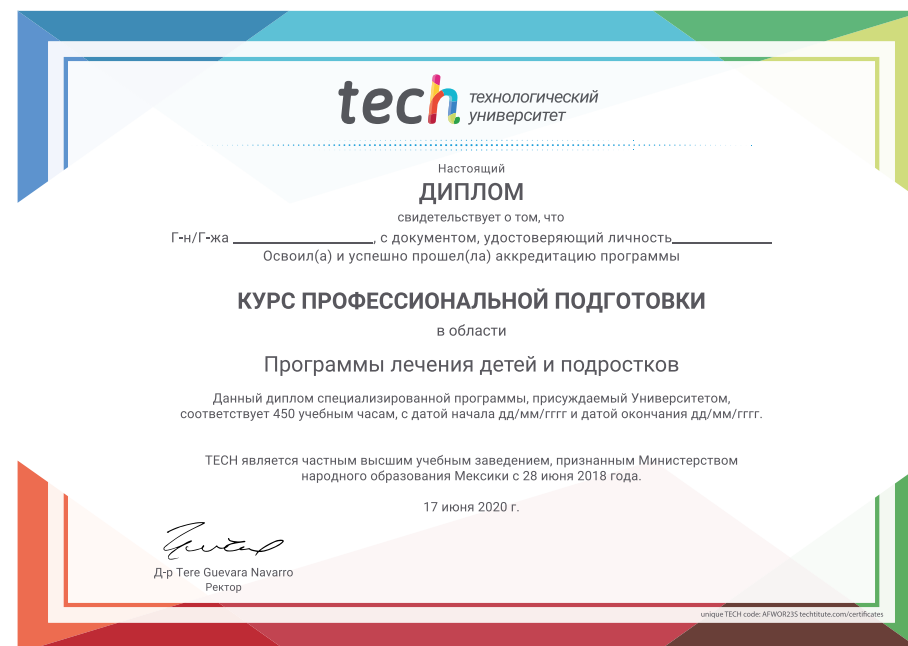 tech технологический
университет
Настоящий
ДИПЛОМ
свидетельствует о том, что
Г-н/Г-жа ____________________, с документом, удостоверяющий личность______________
Освоил(а) и успешно прошел(ла) аккредитацию программы
КУРС ПРОФЕССИОНАЛЬНОЙ ПОДГОТОВКИ
в области
Программы лечения детей и подростков
Данный диплом специализированной программы, присуждаемый Университетом,
соответствует 450 учебным часам, с датой начала дд/мм/гггг и датой окончания дд/мм/гггг.
TECH является частным высшим учебным заведением, признанным Министерством
народного образования Мексики с 28 июня 2018 года.
17 июня 2020 г.
Д-р Tere Guevara Navarro
Ректор
unique TECH code: AFWOR23S techtitute.com/certificates